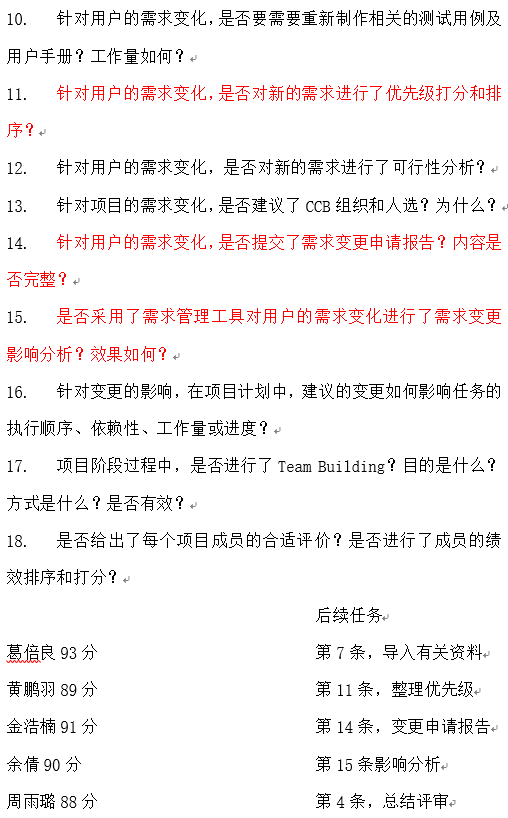 10. 针对用户的需求变化，是否要需要重新制作相关的测试用例及
用户手册？工作量如何？
11. 针对用户的需求变化，是否对新的需求进行了优先级打分和排
序？
12. 针对用户的需求变化，是否对新的需求进行了可行性分析？
13. 针对项目的需求变化，是否建议了 CCB 组织和人选？为什么？
14. 针对用户的需求变化，是否提交了需求变更申请报告？内容是
否完整？
15. 是否采用了需求管理工具对用户的需求变化进行了需求变更
影响分析？效果如何？
16. 针对变更的影响，在项目计划中，建议的变更如何影响任务的
执行顺序、依赖性、工作量或进度？
17. 项目阶段过程中，是否进行了 Team Building？目的是什么？
方式是什么？是否有效？
18. 是否给出了每个项目成员的合适评价？是否进行了成员的绩
效排序和打分？
后续任务
葛倍良 93 分 第 7 条，导入有关资料
黄鹏羽 89 分 第 11 条，整理优先级
金浩楠 91 分 第 14 条，变更申请报告
余倩 90 分 第 15 条影响分析
周雨璐 88 分 第 4 条，总结评审